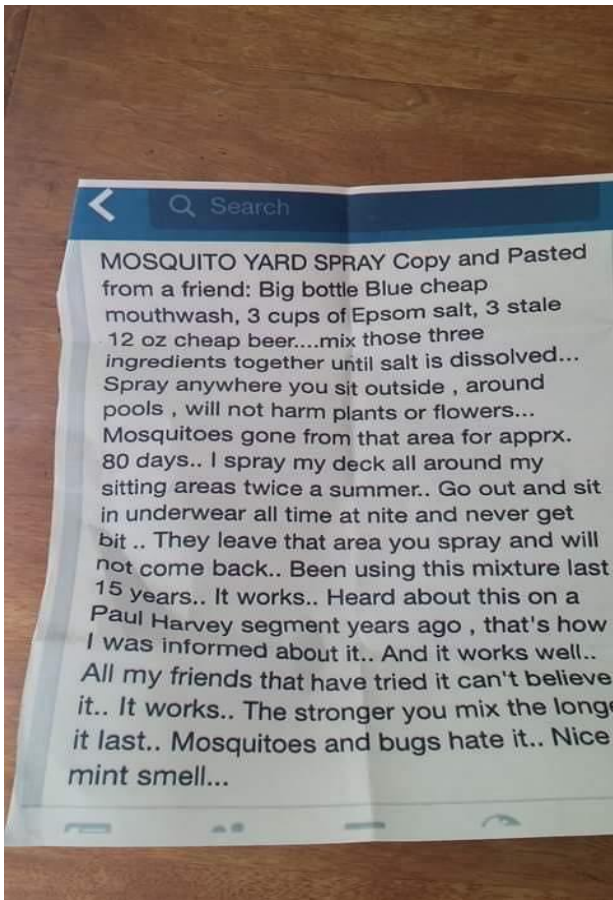 Search
MOSQUITO YARD SPRAY Copy and Pasted
from a friend: Big bottle Blue cheap
mouthwash, 3 cups of Epsom salt, 3 stale
12 oz cheap beer....mix those three
ingredients together until salt is dissolved...
Spray anywhere you sit outside , around
pools , will not harm plants or flowers...
Mosquitoes gone from that area for apprx.
80 days.. I spray my deck all around my
sitting areas twice a summer.. Go out and sit
in underwear all time at nite and never get
bit .. They leave that area you spray and will
not come back.. Been using this mixture last
15 years.. It works.. Heard about this on a
Paul Harvey segment years ago , that's how
I was informed about it.. And it works well..
All my friends that have tried it can't believe
it.. It works.. The stronger you mix the longe
it last.. Mosquitoes and bugs hate it.. Nice
mint smell...